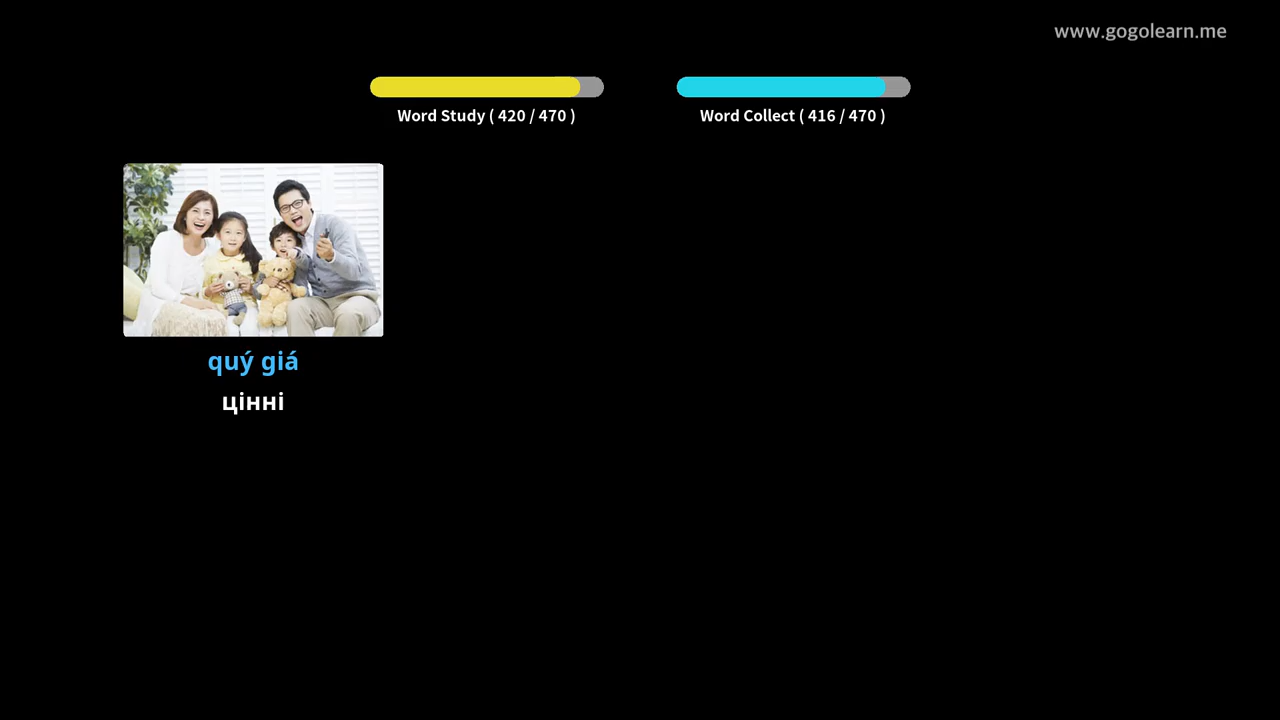 www.gogolearn.me
Word Study ( 420 / 470 )
Word Collect ( 416 / 470 )
quý giá
цінні